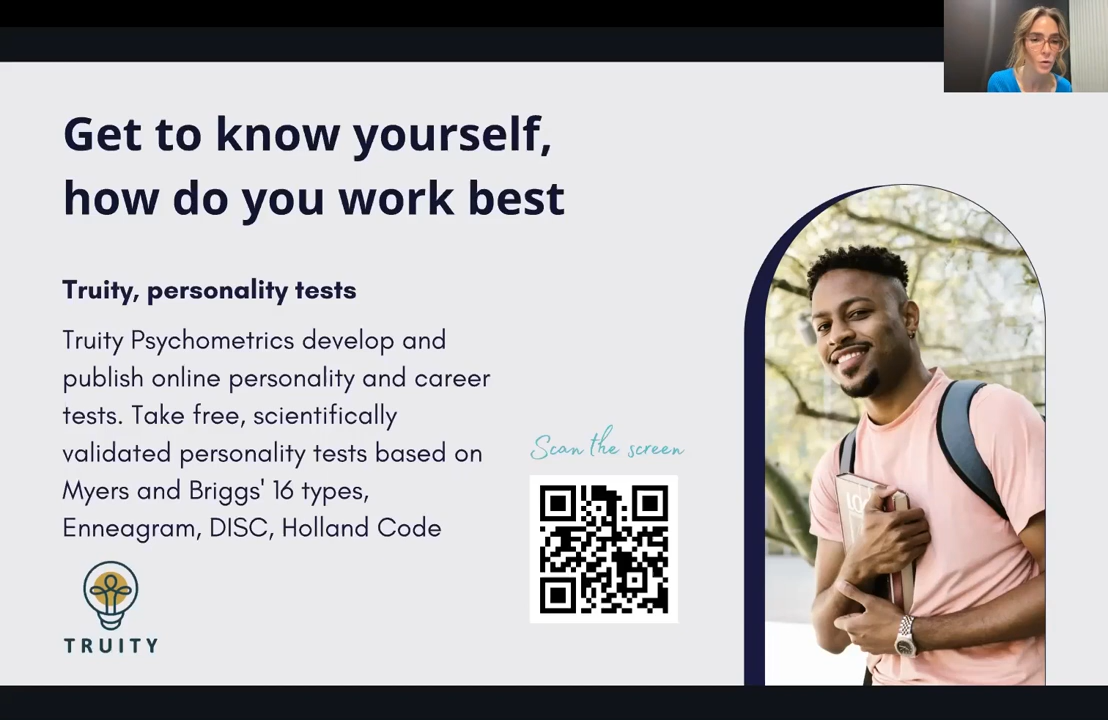 Get to know yourself,
how do you work best
Truity, personality tests
Truity Psychometrics develop and
publish online personality and career
tests. Take free, scientifically
validated personality tests based on
Myers and Briggs' 16 types,
Enneagram, DISC, Holland Code
Scan the screen
TRUITY